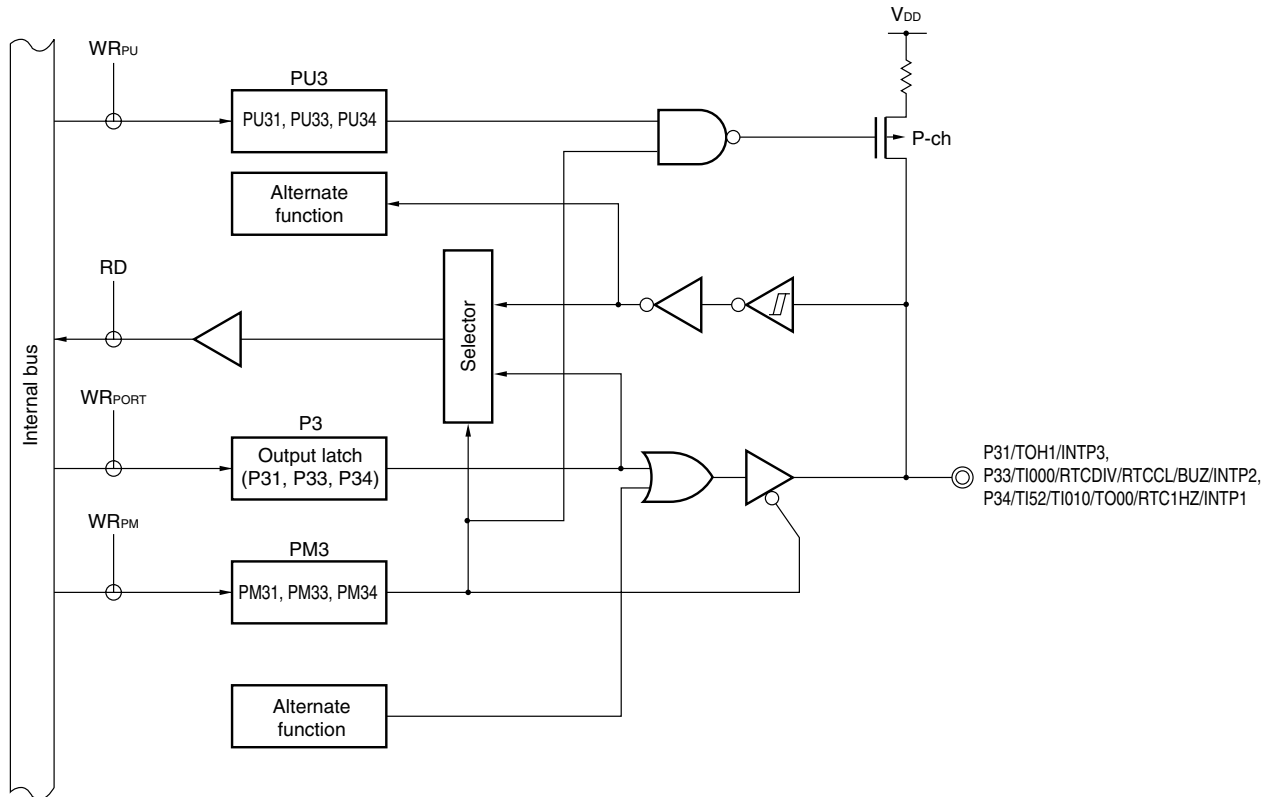 VDD
WRPU
PU3
PU31, PU33, PU34
P-ch
Alternate
function
RD
Selector
Internal bus
WRPORT
P3
Output latch
(P31, P33, P34)
P31/TOH1/INTP3,
P33/TI000/RTCDIV/RTCCL/BUZ/INTP2,
P34/TI52/TI010/TO00/RTC1HZ/INTP1
WRPM
PM3
PM31, PM33, PM34
Alternate
function